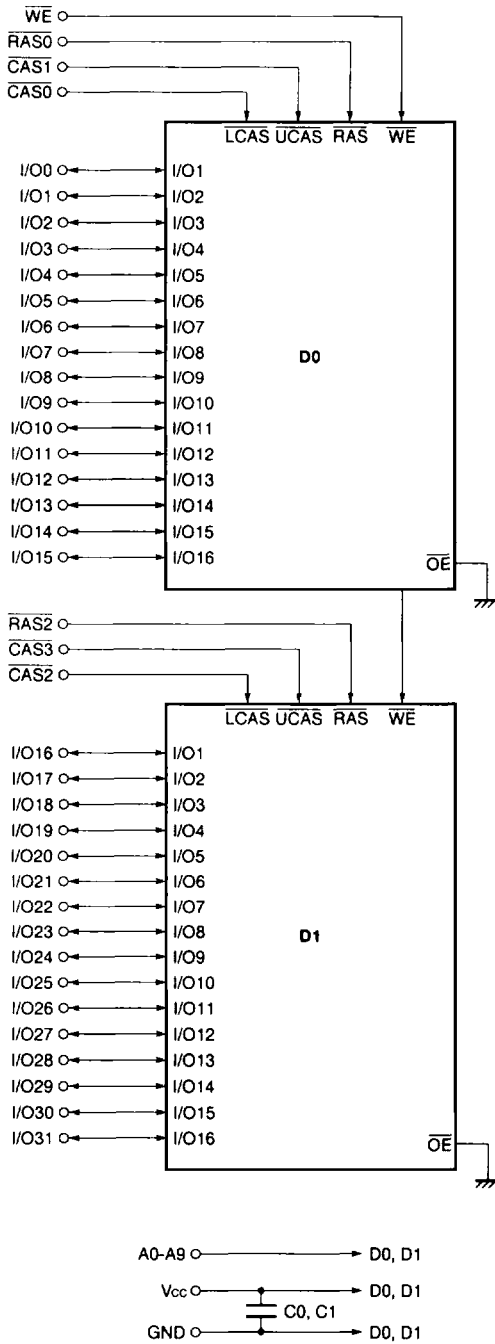 WE
RAS0
CAS1
CAS0
LCAS UCAS RAS WE
I/O0 I/O1
I/O1 I/O2
I/O2 I/O3
I/O3 I/O4
I/O4 I/O5
I/O5 I/O6
I/O6 I/O7
I/O7 I/O8
D0
I/O8 I/O9
I/O9 I/O10
I/O10 I/O11
I/O11 I/O12
I/O12 I/O13
I/O13 I/O14
I/O14 I/O15
I/O15 I/O16
OE
RAS2
CAS3
CAS2
LCAS UCAS RAS WE
I/O16 I/O1
I/O17 I/O2
I/O18 I/O3
I/O19 I/O4
I/O20 I/O5
I/O21 I/O6
I/O22 I/O7
I/O23 I/O8
D1
I/O24 I/O9
I/O25 I/O10
I/O26 I/O11
I/O27 I/O12
I/O28 I/O13
I/O29 I/O14
I/O30 I/O15
I/O31 I/O16
OE
A0-A9 D0, D1
Vcc D0, D1
C0, C1
GND D0, D1